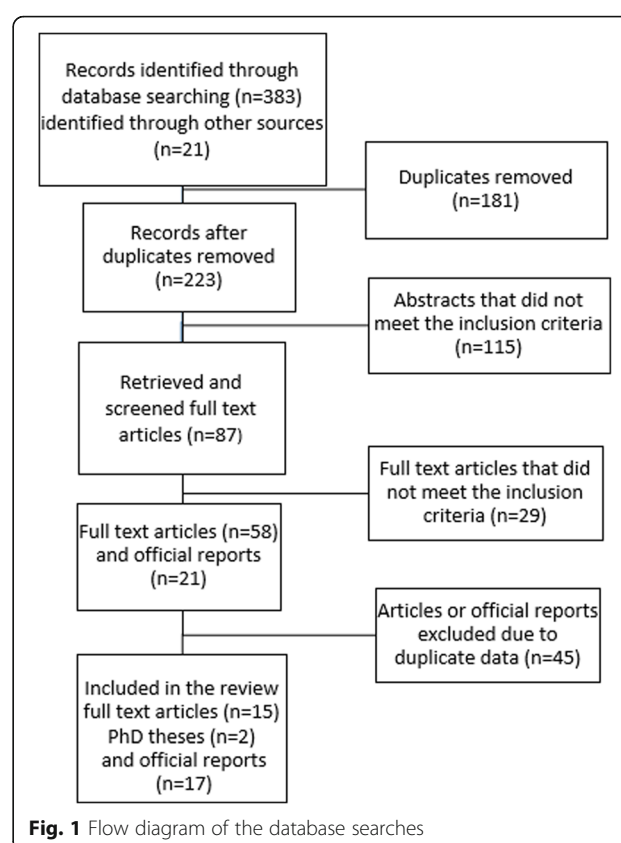 Records identified through
database searching (n=383)
identified through other sources
(n=21)
Duplicates removed
(n=181)
Records after
duplicates removed
(n=223)
Abstracts that did not
meet the inclusion criteria
(n=115)
Retrieved and
screened full text
articles (n=87)
Full text articles that did
not meet the inclusion
criteria (n=29)
Full text articles (n=58)
and official reports
(n=21)
Articles or official reports
excluded due to
duplicate data (n=45)
Included in the review
full text articles (n=15)
PhD theses (n=2)
and official reports
(n=17)
Fig. 1 Flow diagram of the database searches